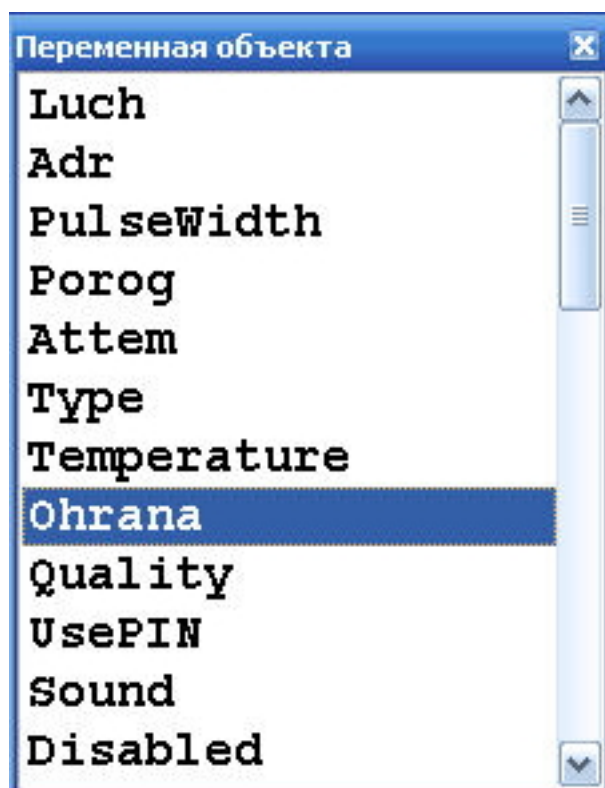 Переменная объекта
Luch
Adr
PulseWidth
Porog
Attem
Type
Temperature
Ohrana
Quality
UsePIN
Sound
Disabled